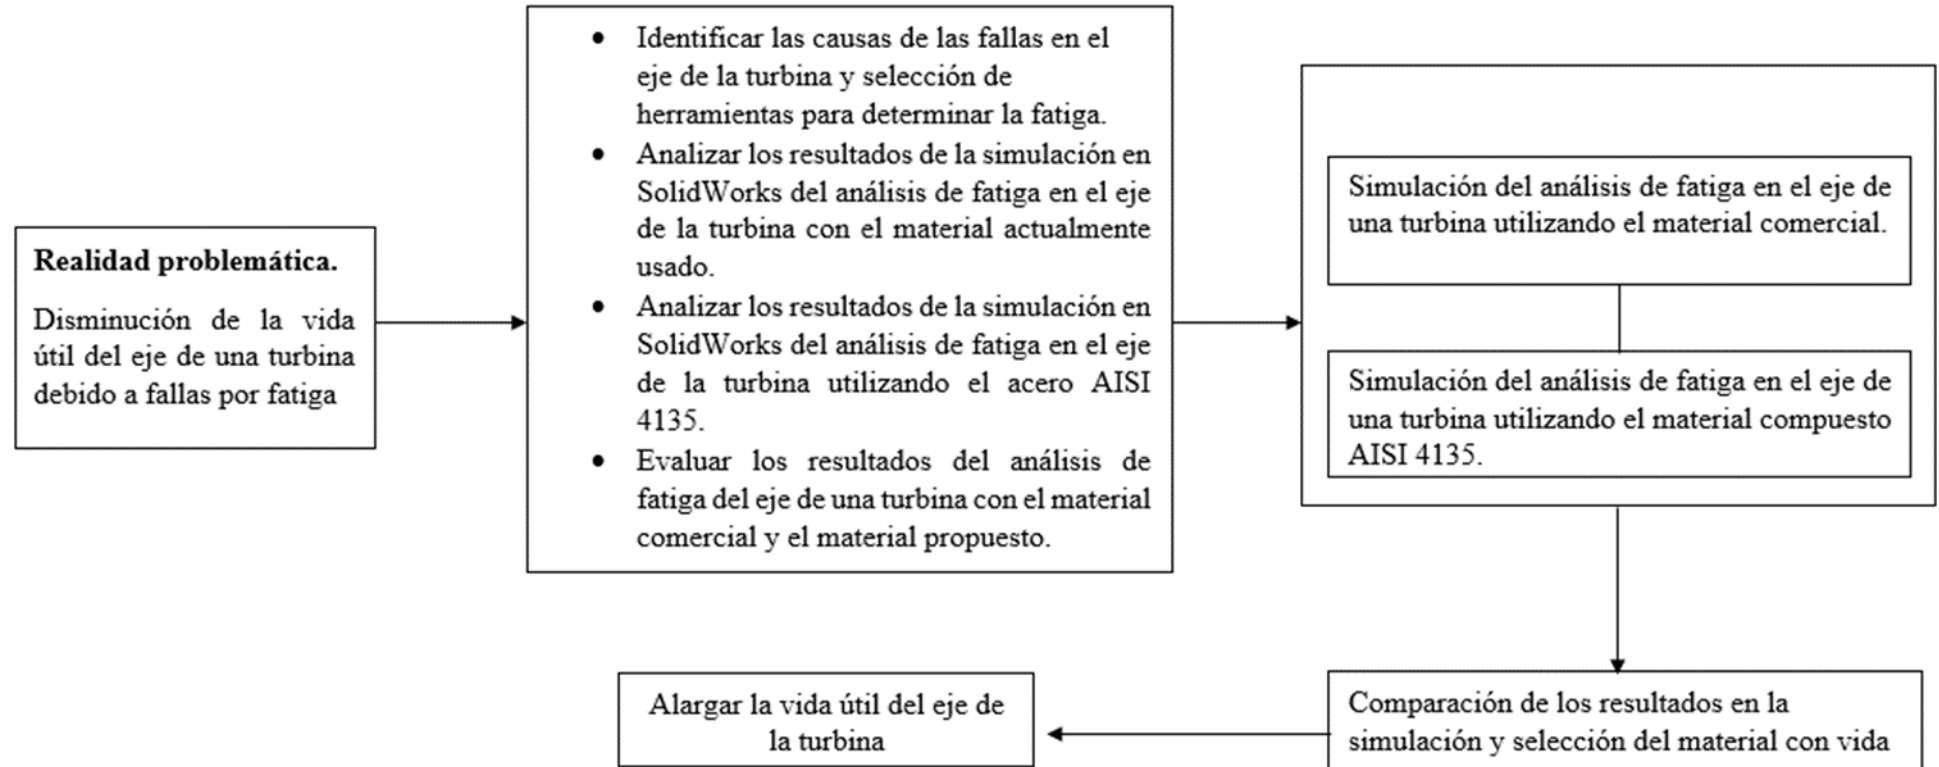 Realidad problemática.
Disminución de la vida
útil del eje de una turbina
debido a fallas por fatiga
• Identificar las causas de las fallas en el
eje de la turbina y selección de
herramientas para determinar la fatiga.
• Analizar los resultados de la simulación en
SolidWorks del análisis de fatiga en el eje
de la turbina con el material actualmente
usado.
• Analizar los resultados de la simulación en
SolidWorks del análisis de fatiga en el eje
de la turbina utilizando el acero AISI
4135.
• Evaluar los resultados del análisis de
fatiga del eje de una turbina con el material
comercial y el material propuesto.
Simulación del análisis de fatiga en el eje de
una turbina utilizando el material comercial.
Simulación del análisis de fatiga en el eje de
una turbina utilizando el material compuesto
AISI 4135.
Comparación de los resultados en la
simulación y selección del material con vida
Alargar la vida útil del eje de
la turbina